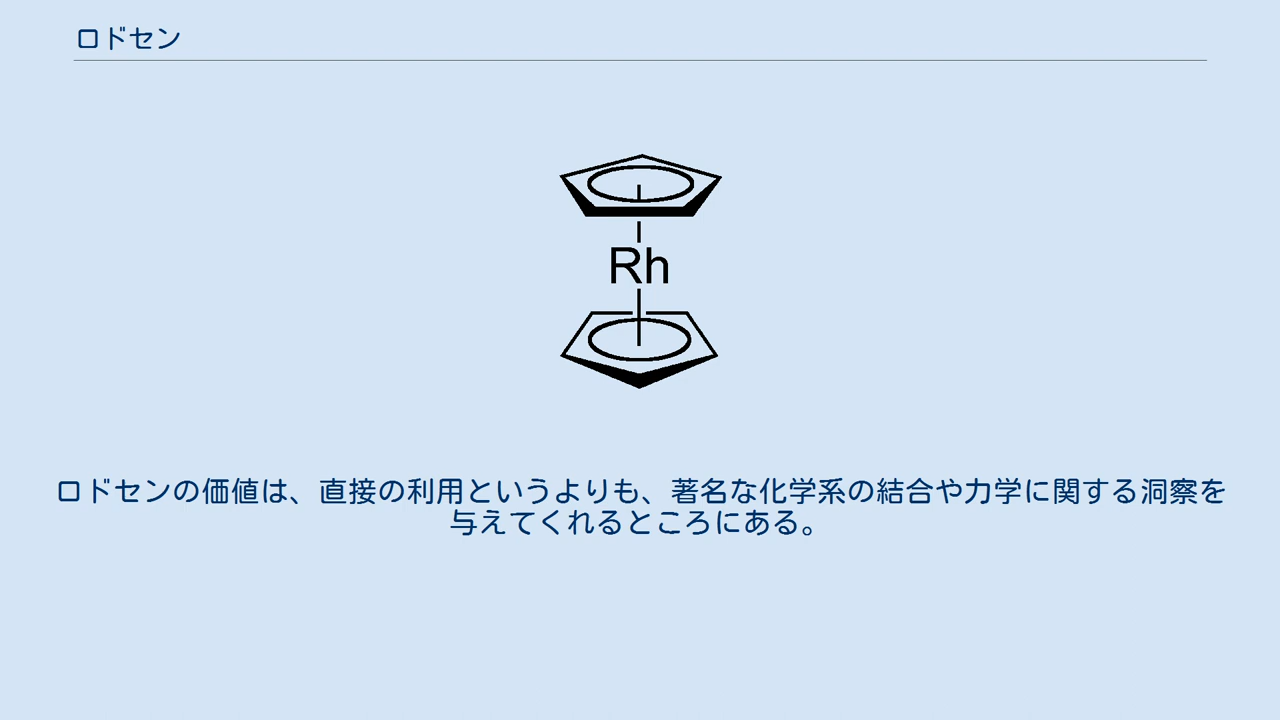 ロドセン
Rh
ロドセンの価値は、直接の利用というよりも、著名な化学系の結合や力学に関する洞察を
与えてくれるところにある。